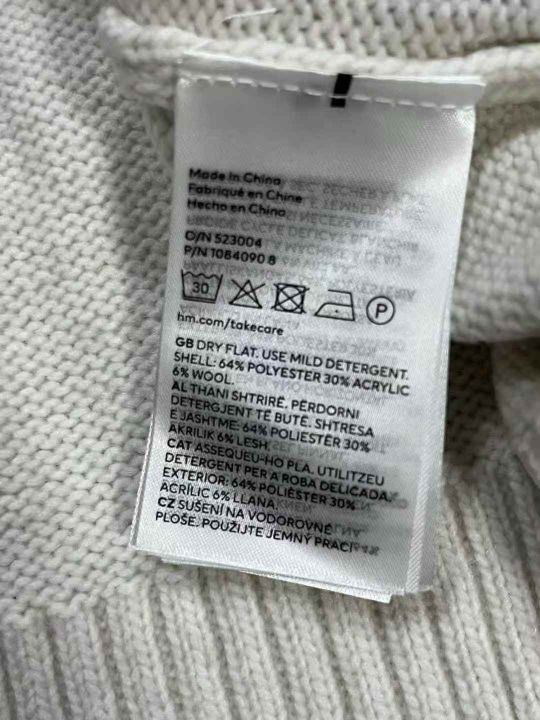 Made in China
Fabriqué en Chine
Hecho en China
D/N 523004
P/N 1084090 8
30
P
hm.com/takecare
GB DRY FLAT. USE MILD DETERGENT.
SHELL: 64% POLYESTER 30% ACRYLIC
6% WOOL.
AL THANI SHTRIRË. PËRDORNI
DETERGJENT TË BUTË. SHTRESA
E JASHTME: 64% POLIESTËR 30%
AKRILIK 6% LESH.
CAT ASSEQUEU-HO PLA. UTILITZEU
DETERGENT PER A ROBA DELICADA.
EXTERIOR: 64% POLIÈSTER 30%
ACRÍLIC 6% LLANA.
CZ SUŠENÍ NA VODOROVNÉ
PLOŠE. POUŽIJTE JEMNÝ PRACÍ